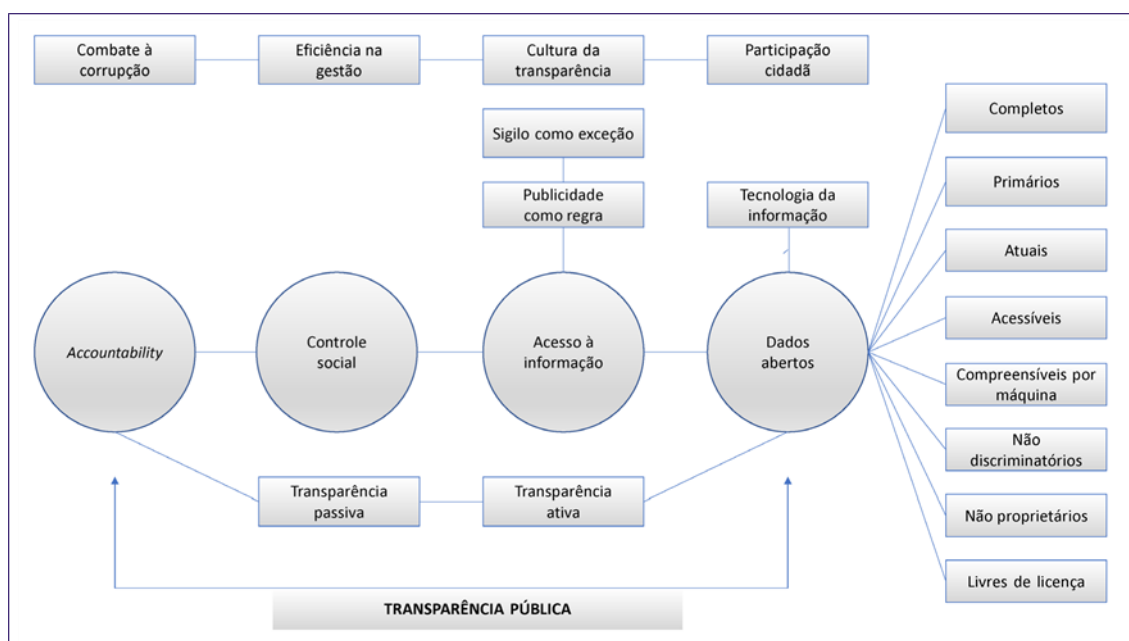 Combate à
corrupção
Eficiência na
gestão
Cultura da
transparência
Participação
cidadã
Sigilo como exceção
Publicidade
como regra
Tecnologia da
informação
Accountability
Controle
social
Acesso à
informação
Dados
abertos
Completos
Primários
Atuais
Acessíveis
Compreensíveis por
máquina
Não
discriminatórios
Não proprietários
Livres de licença
Transparência
passiva
Transparência
ativa
TRANSPARÊNCIA PÚBLICA